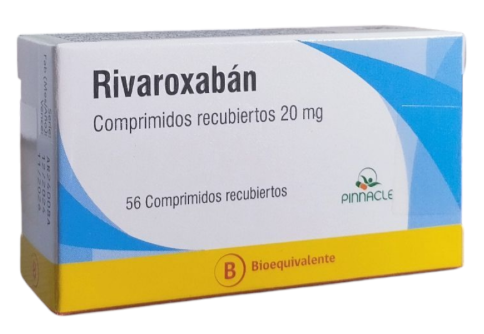 Rivaroxabán
Comprimidos recubiertos 20 mg
56 Comprimidos recubiertos
PINNACLE
B Bioequivalente